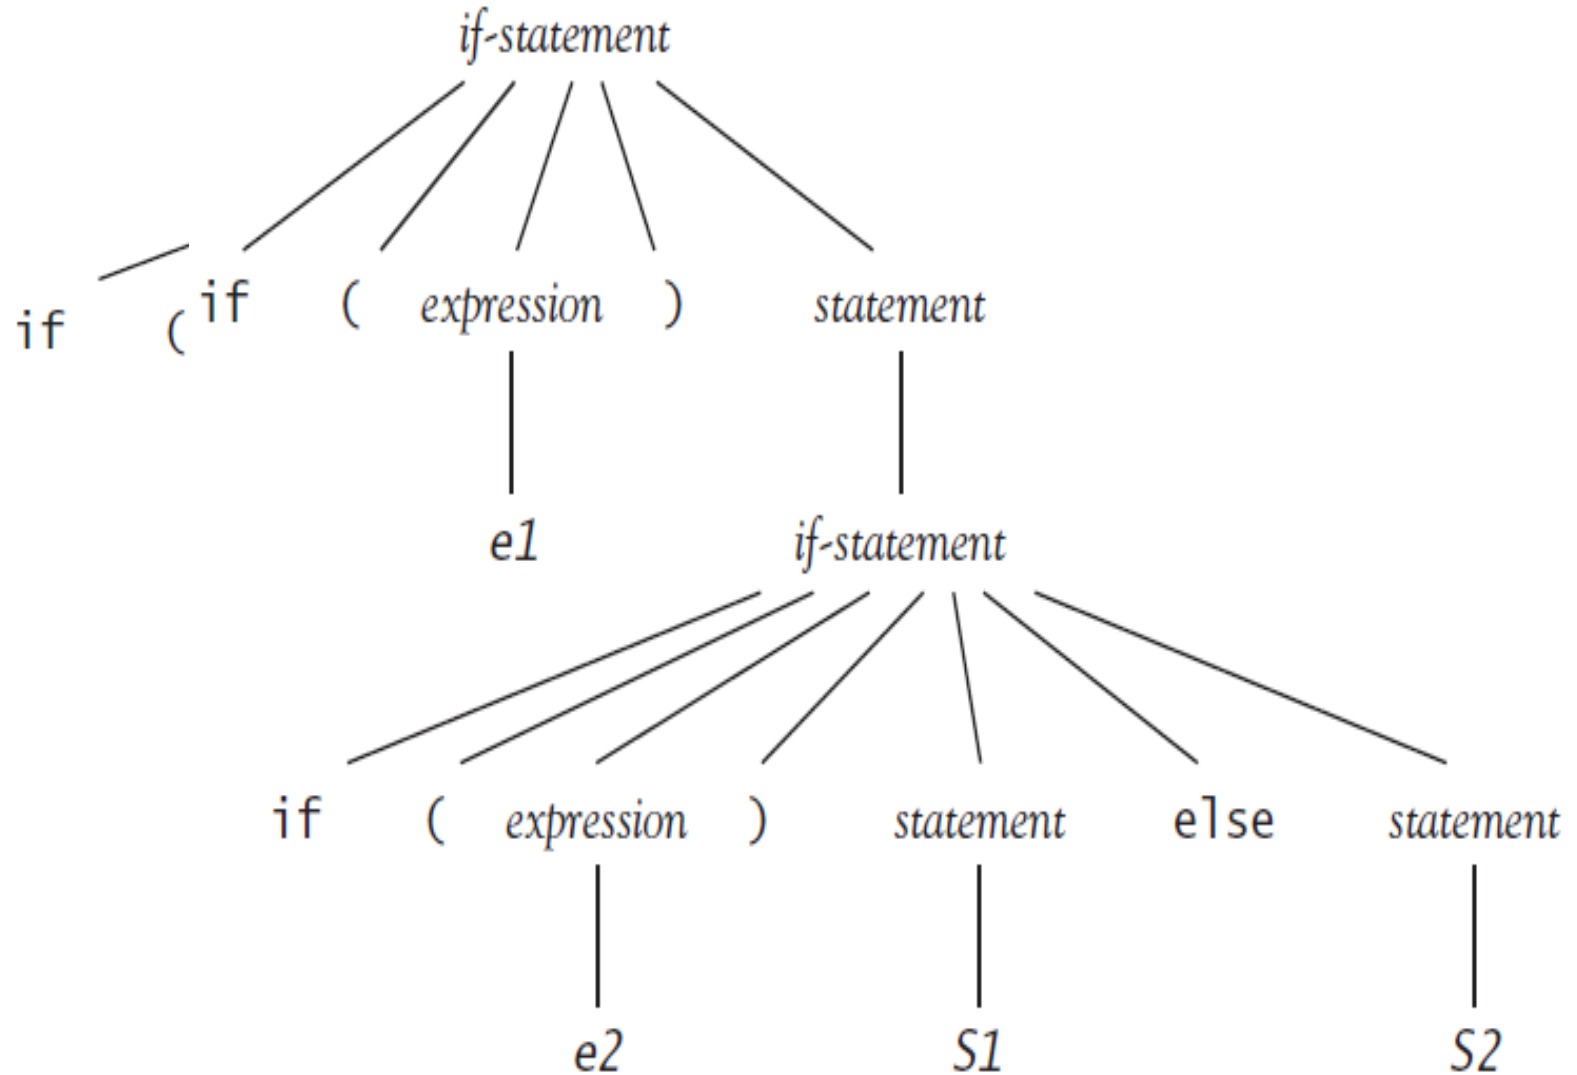 if-statement
if ( if ( expression ) statement
e1 if-statement
if ( expression ) statement else statement
e2 S1 S2